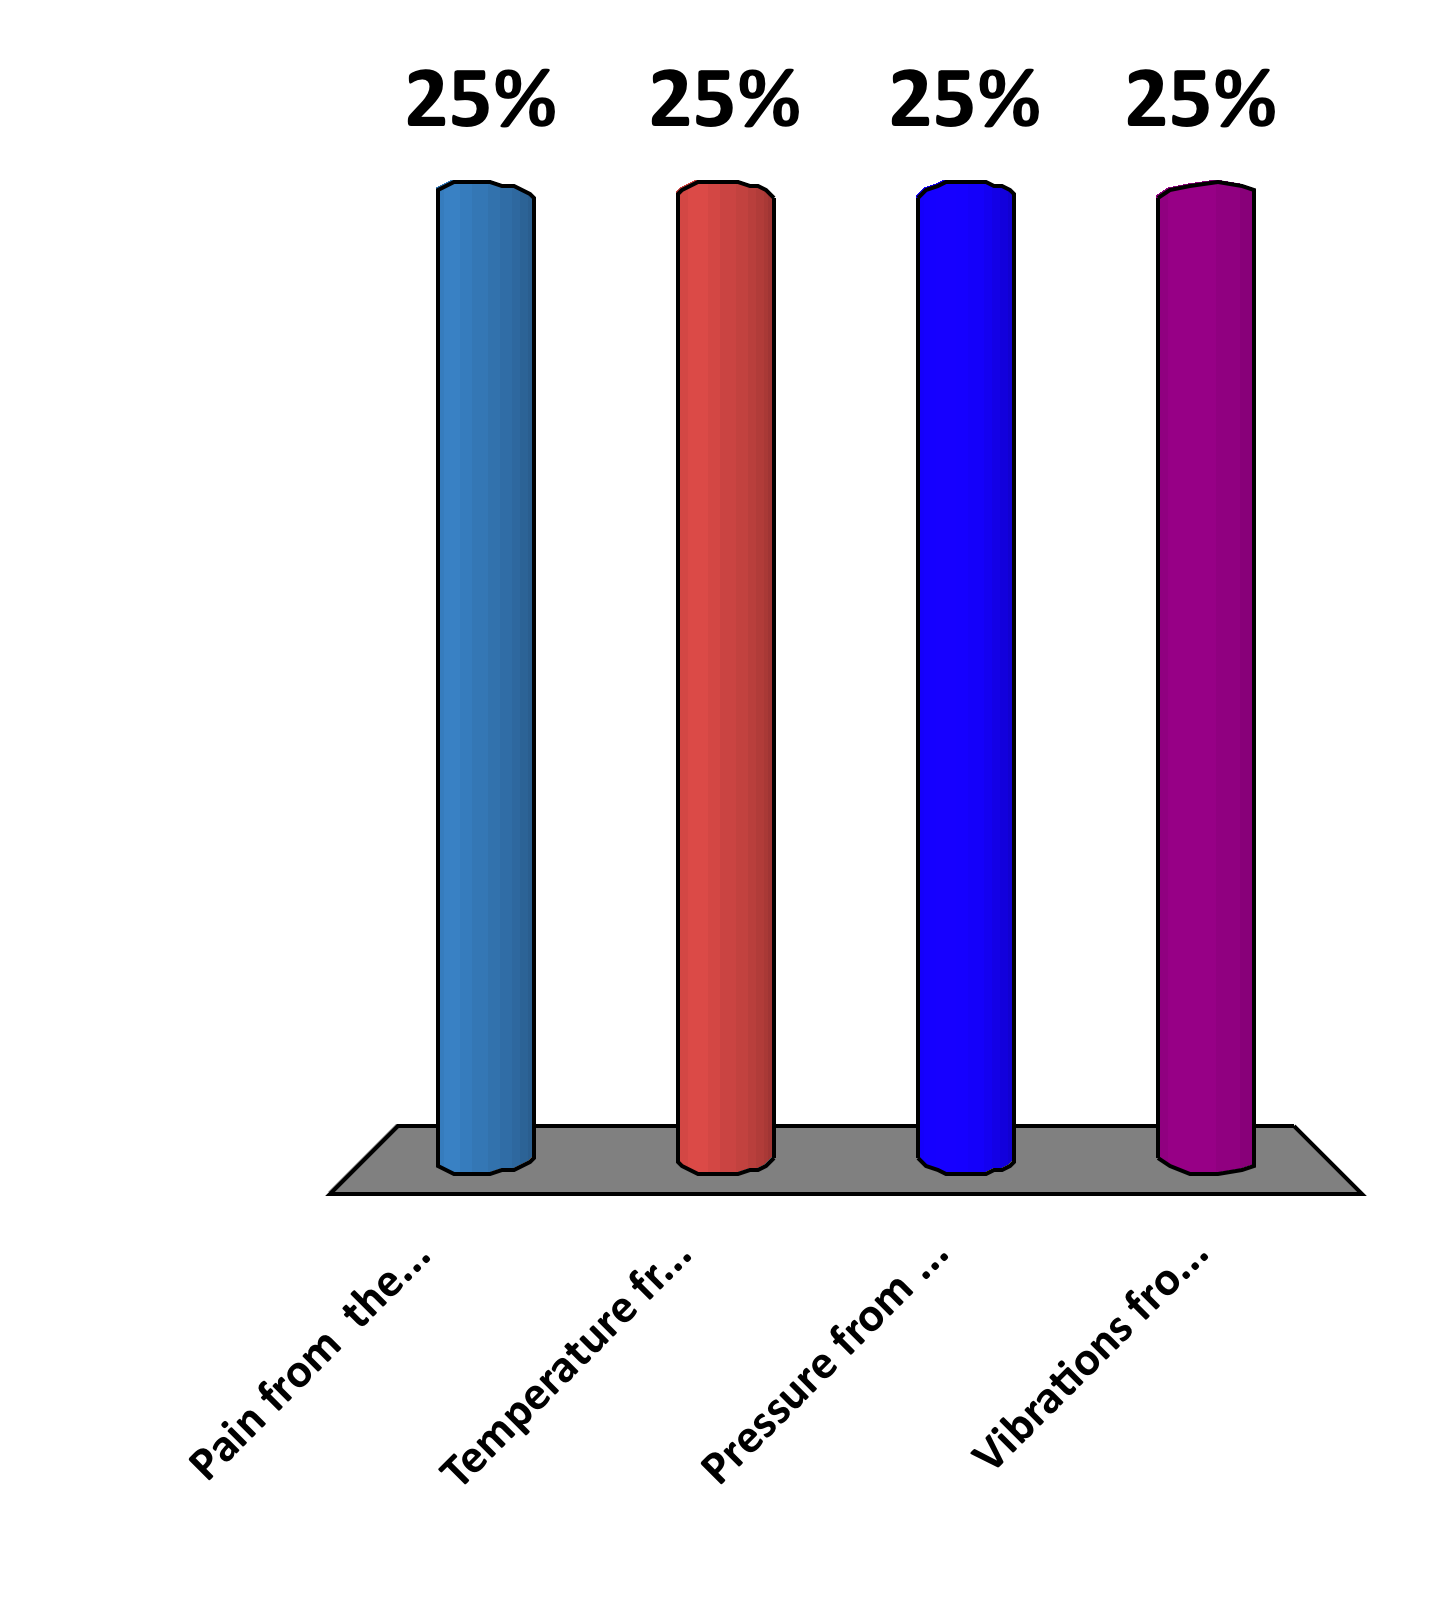 25% 25% 25% 25%
Pain from the...
Temperature fr...
Pressure from ...
Vibrations fro...